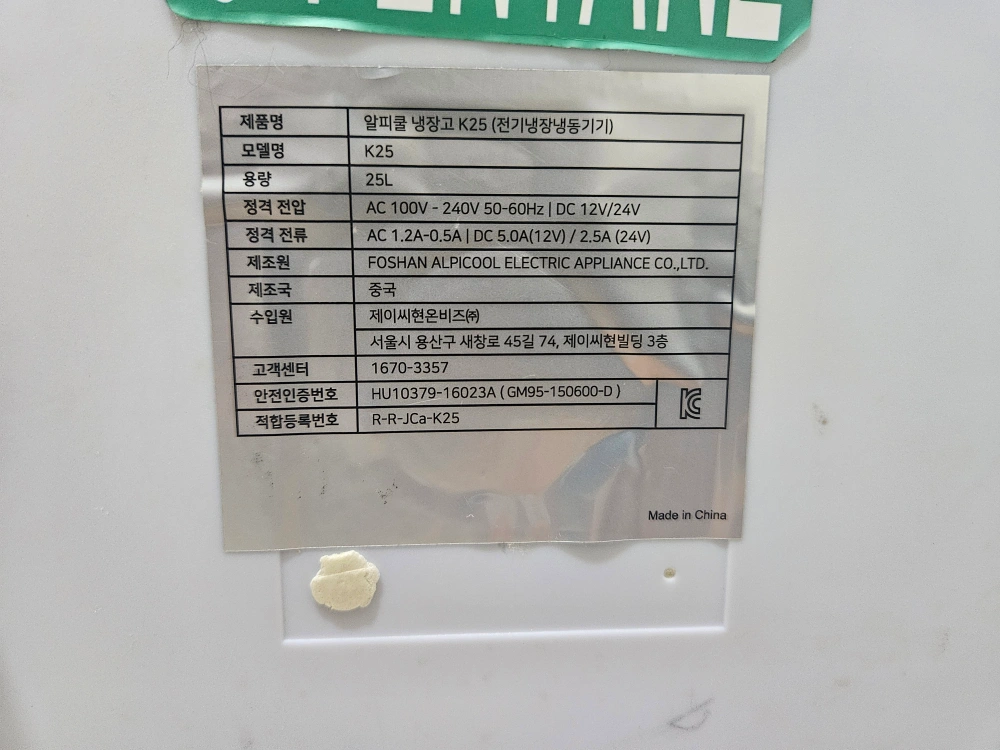 제품명 알피쿨 냉장고 K25 (전기냉장냉동기기)
모델명 K25
용량 25L
정격 전압 AC 100V - 240V 50-60Hz | DC 12V/24V
정격 전류 AC 1.2A-0.5A | DC 5.0A(12V) / 2.5A (24V)
제조원 FOSHAN ALPICOOL ELECTRIC APPLIANCE CO.,LTD.
제조국 중국
수입원 제이씨현온비즈㈜
서울시 용산구 새창로 45길 74, 제이씨현빌딩 3층
고객센터 1670-3357
안전인증번호 HU10379-16023A ( GM95-150600-D )
적합등록번호 R-R-JCa-K25
Made in China